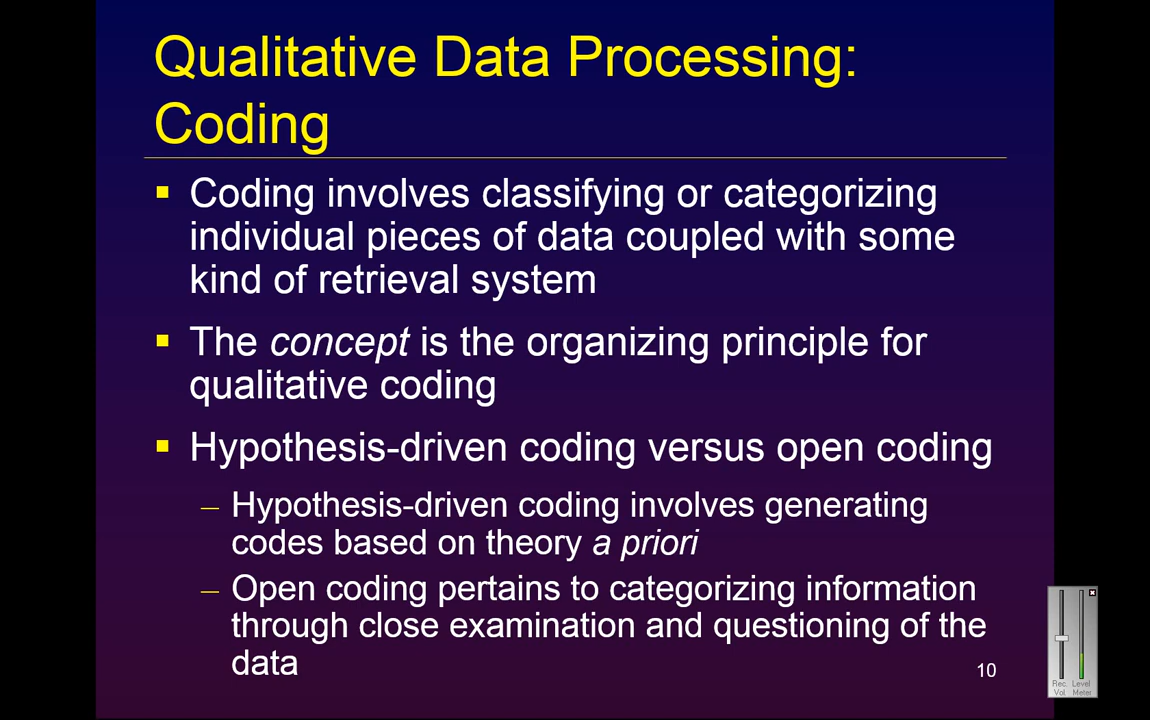 Qualitative Data Processing:
Coding
Coding involves classifying or categorizing
individual pieces of data coupled with some
kind of retrieval system
The concept is the organizing principle for
qualitative coding
Hypothesis-driven coding versus open coding
– Hypothesis-driven coding involves generating
codes based on theory a priori
– Open coding pertains to categorizing information
through close examination and questioning of the
data
10
Rec. Level
Vol Meter